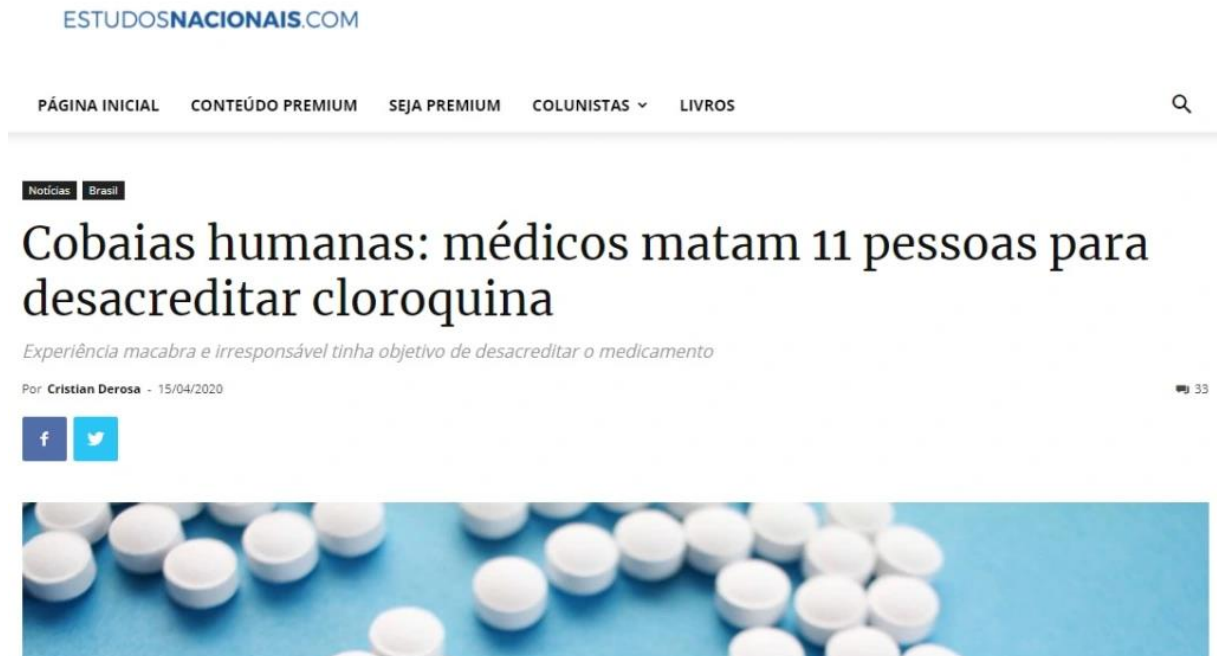 ESTUDOSNACIONAIS.COM
PÁGINA INICIAL CONTEÚDO PREMIUM SEJA PREMIUM COLUNISTAS LIVROS
Notícias Brasil
Cobaias humanas: médicos matam 11 pessoas para
desacreditar cloroquina
Experiência macabra e irresponsável tinha objetivo de desacreditar o medicamento
Por Cristian Derosa - 15/04/2020 33